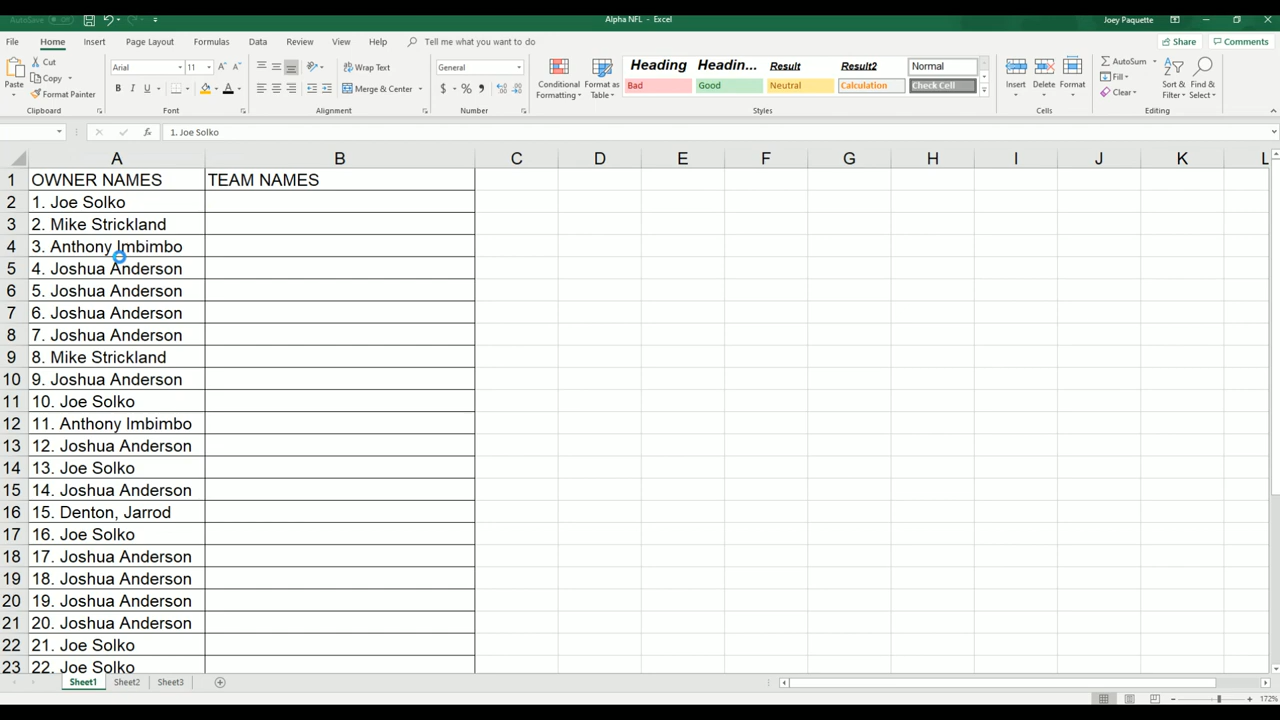 AutoSave Off Alpha NFL - Excel Joey Paquette
File Home Insert Page Layout Formulas Data Review View Help Tell me what you want to do Share Comments
Cut
Copy
Format Painter
Paste
Clipboard
Arial 11
B I U A
Font
Wrap Text
Merge & Center
Alignment
General
$ % ,
Number
Conditional Formatting
Format as Table
Heading Headin... Result Result2 Normal
Bad Good Neutral Calculation Check Cell
Styles
Insert Delete Format
Cells
AutoSum
Fill
Clear
Sort & Filter
Find & Select
Editing
fx 1. Joe Solko
A B C D E F G H I J K L
1 OWNER NAMES TEAM NAMES
2 1. Joe Solko
3 2. Mike Strickland
4 3. Anthony Imbimbo
5 4. Joshua Anderson
6 5. Joshua Anderson
7 6. Joshua Anderson
8 7. Joshua Anderson
9 8. Mike Strickland
10 9. Joshua Anderson
11 10. Joe Solko
12 11. Anthony Imbimbo
13 12. Joshua Anderson
14 13. Joe Solko
15 14. Joshua Anderson
16 15. Denton, Jarrod
17 16. Joe Solko
18 17. Joshua Anderson
19 18. Joshua Anderson
20 19. Joshua Anderson
21 20. Joshua Anderson
22 21. Joe Solko
23 22. Joe Solko
Sheet1 Sheet2 Sheet3
172%